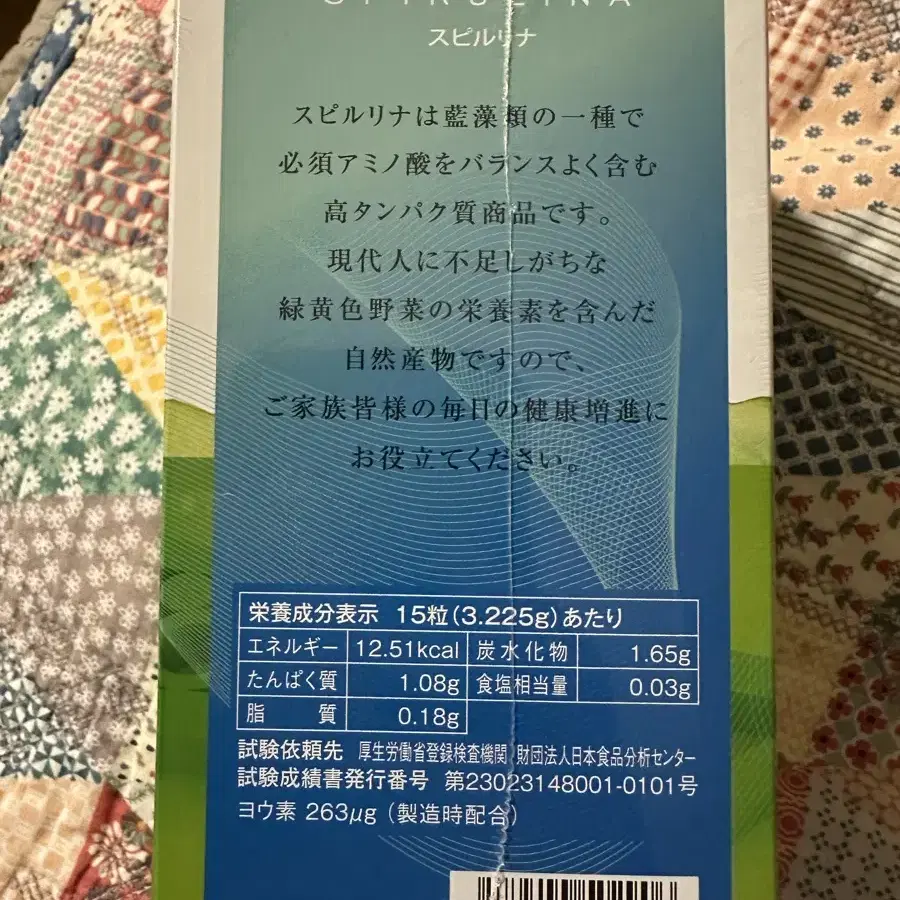 SPIRULINA
スピルリナ
スピルリナは藍藻類の一種で
必須アミノ酸をバランスよく含む
高タンパク質商品です。
現代人に不足しがちな
緑黄色野菜の栄養素を含んだ
自然産物ですので、
ご家族皆様の毎日の健康増進に
お役立てください。
栄養成分表示 15粒(3.225g)あたり
エネルギー 12.51kcal 炭水化物 1.65g
たんぱく質 1.08g 食塩相当量 0.03g
脂 質 0.18g
試験依頼先 厚生労働省登録検査機関 財団法人日本食品分析センター
試験成績書発行番号 第23023148001-0101号
ヨウ素 263μg (製造時配合)